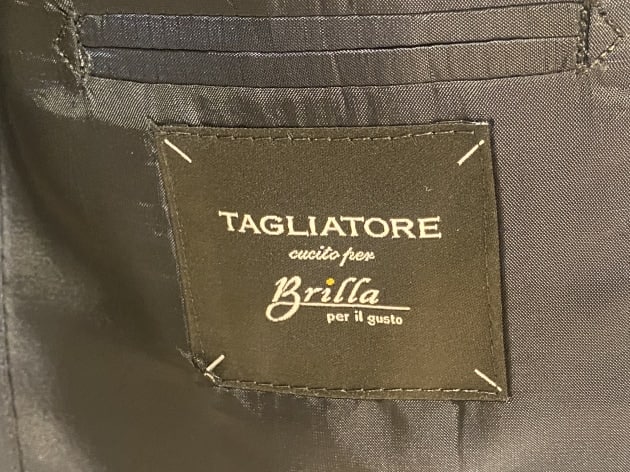 TAGLIATORE
cucito per
Brilla
per il gusto